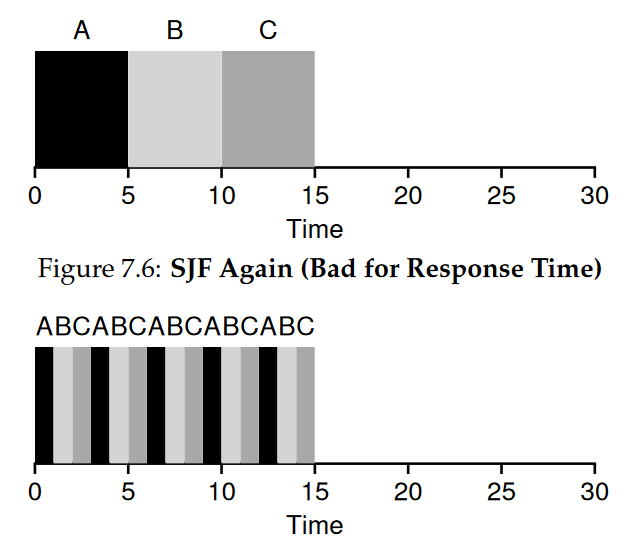 A B C
0 5 10 15 20 25 30
Time
Figure 7.6: SJF Again (Bad for Response Time)
ABCABCABCABCABC
0 5 10 15 20 25 30
Time